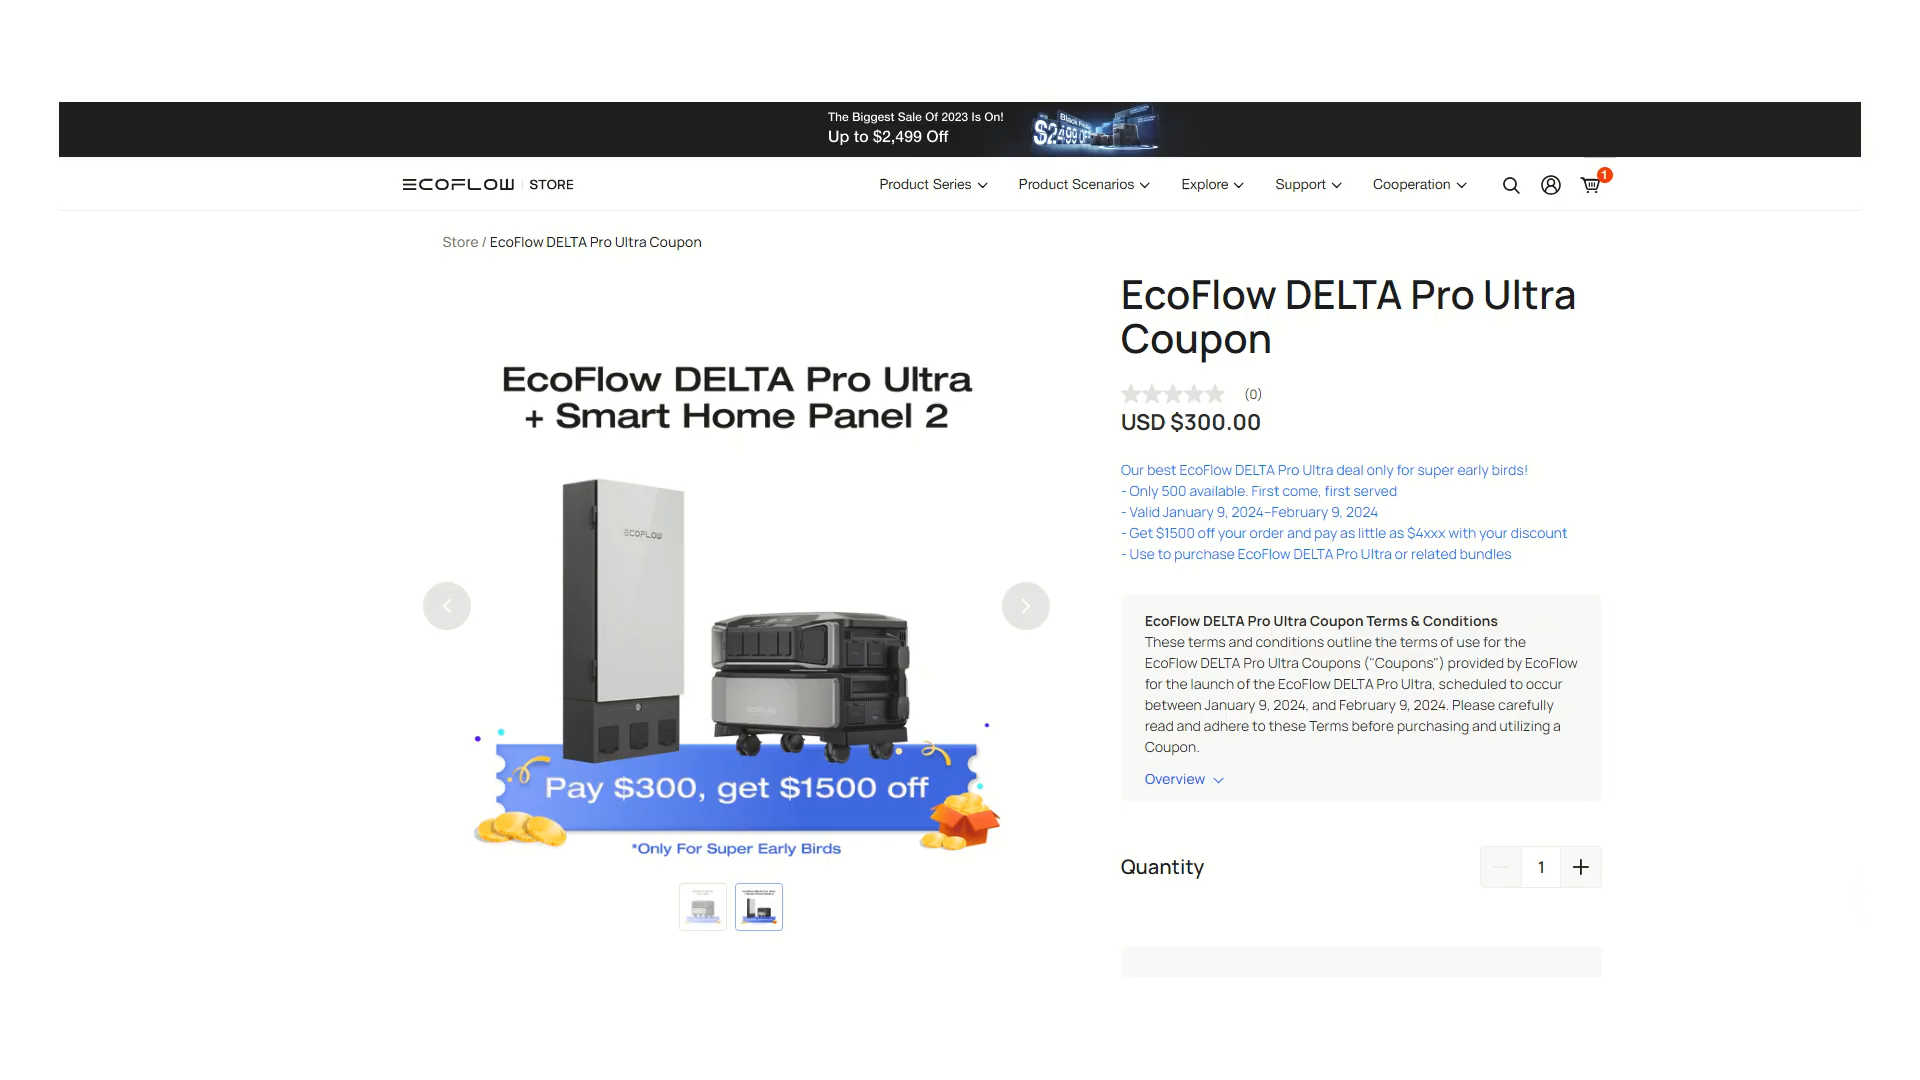 The Biggest Sale Of 2023 Is On!
Up to $2,499 Off
Black Friday
$2,499 OFF
ECOFLOW STORE
Product Series
Product Scenarios
Explore
Support
Cooperation
1
Store / EcoFlow DELTA Pro Ultra Coupon
EcoFlow DELTA Pro Ultra
+ Smart Home Panel 2
ECOFLOW
ECOFLOW
Pay $300, get $1500 off
*Only For Super Early Birds
EcoFlow DELTA Pro Ultra
Coupon
(0)
USD $300.00
Our best EcoFlow DELTA Pro Ultra deal only for super early birds!
- Only 500 available. First come, first served
- Valid January 9, 2024–February 9, 2024
- Get $1500 off your order and pay as little as $4xxx with your discount
- Use to purchase EcoFlow DELTA Pro Ultra or related bundles
EcoFlow DELTA Pro Ultra Coupon Terms & Conditions
These terms and conditions outline the terms of use for the
EcoFlow DELTA Pro Ultra Coupons ("Coupons") provided by EcoFlow
for the launch of the EcoFlow DELTA Pro Ultra, scheduled to occur
between January 9, 2024, and February 9, 2024. Please carefully
read and adhere to these Terms before purchasing and utilizing a
Coupon.
Overview
Quantity
1